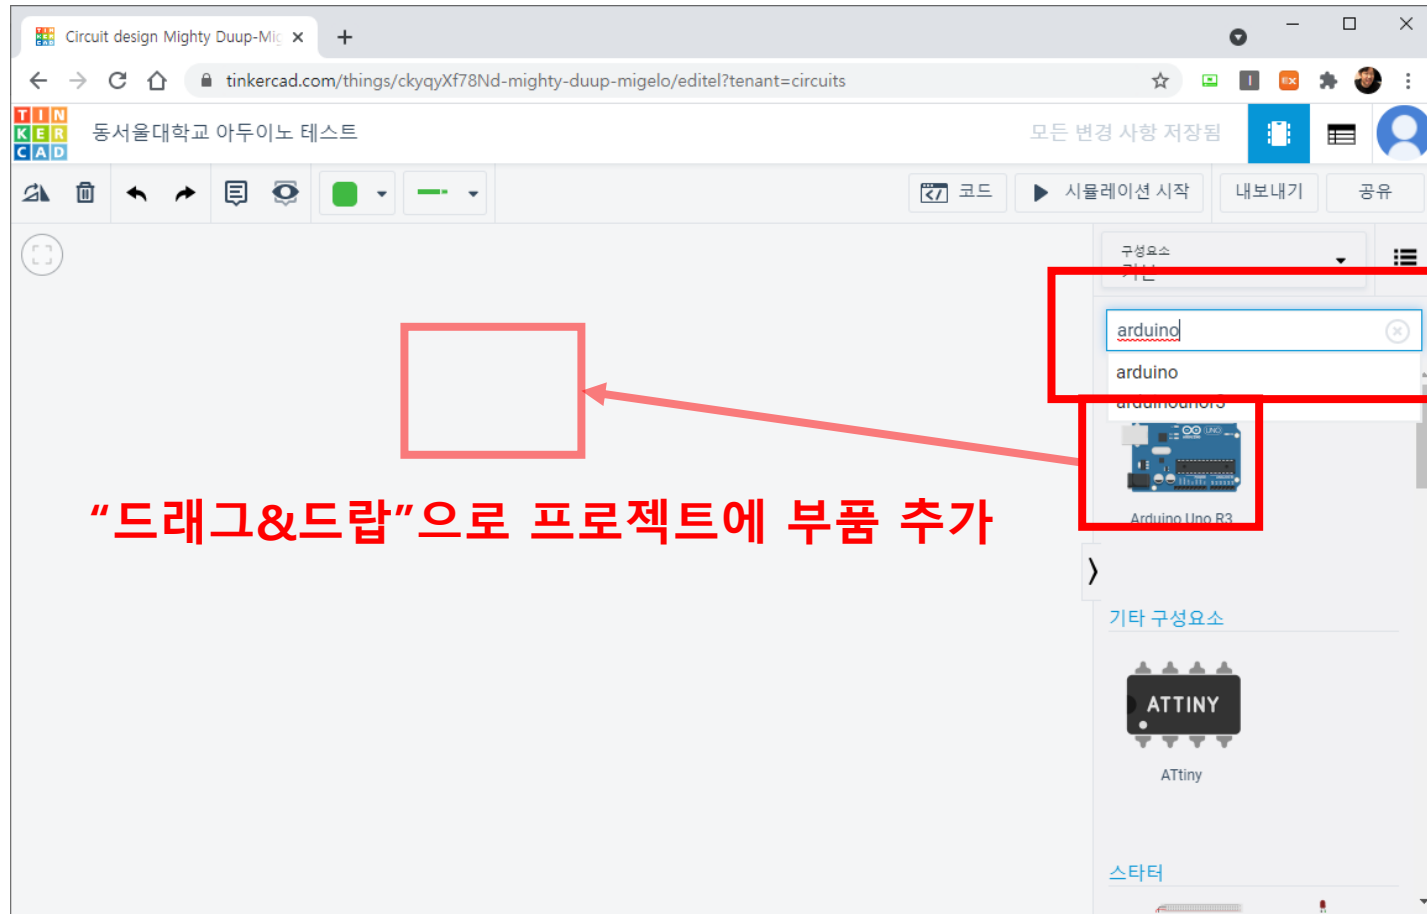 Circuit design Mighty Duup-Mig
tinkercad.com/things/ckyqyXf78Nd-mighty-duup-migelo/editel?tenant=circuits
TIN
KER
CAD
동서울대학교 아두이노 테스트
모든 변경 사항 저장됨
코드
시뮬레이션 시작
내보내기
공유
구성요소
arduino
arduino
arduinounor3
UNO
Arduino Uno R3
“드래그&드랍”으로 프로젝트에 부품 추가
기타 구성요소
ATTINY
ATtiny
스타터